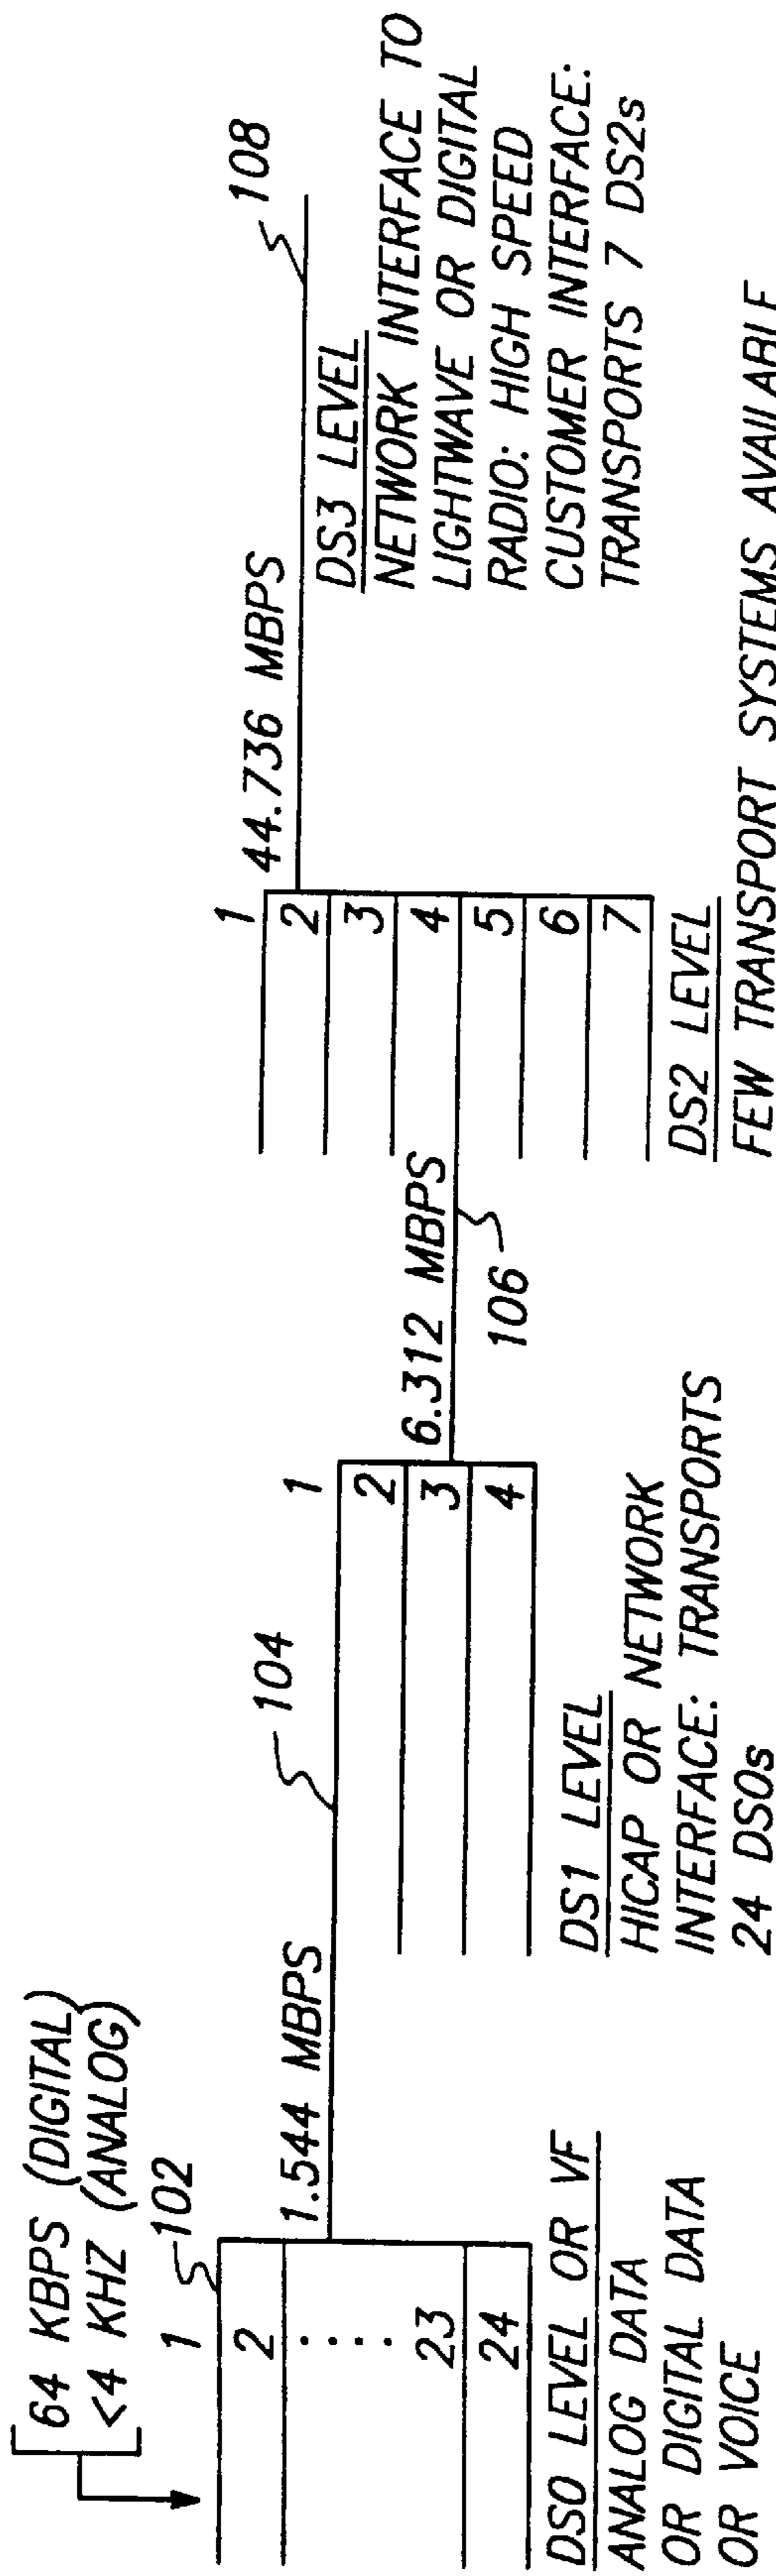 64 KBPS (DIGITAL)
<4 KHZ (ANALOG)
1
102
2
23
24
1.544 MBPS
DS0 LEVEL OR VF
ANALOG DATA
OR DIGITAL DATA
OR VOICE
104
1
2
3
4
6.312 MBPS
106
DS1 LEVEL
HICAP OR NETWORK
INTERFACE: TRANSPORTS
24 DS0s
1
2
3
4
5
6
7
44.736 MBPS
108
DS2 LEVEL
FEW TRANSPORT SYSTEMS AVAILABLE
DS3 LEVEL
NETWORK INTERFACE TO
LIGHTWAVE OR DIGITAL
RADIO: HIGH SPEED
CUSTOMER INTERFACE:
TRANSPORTS 7 DS2s